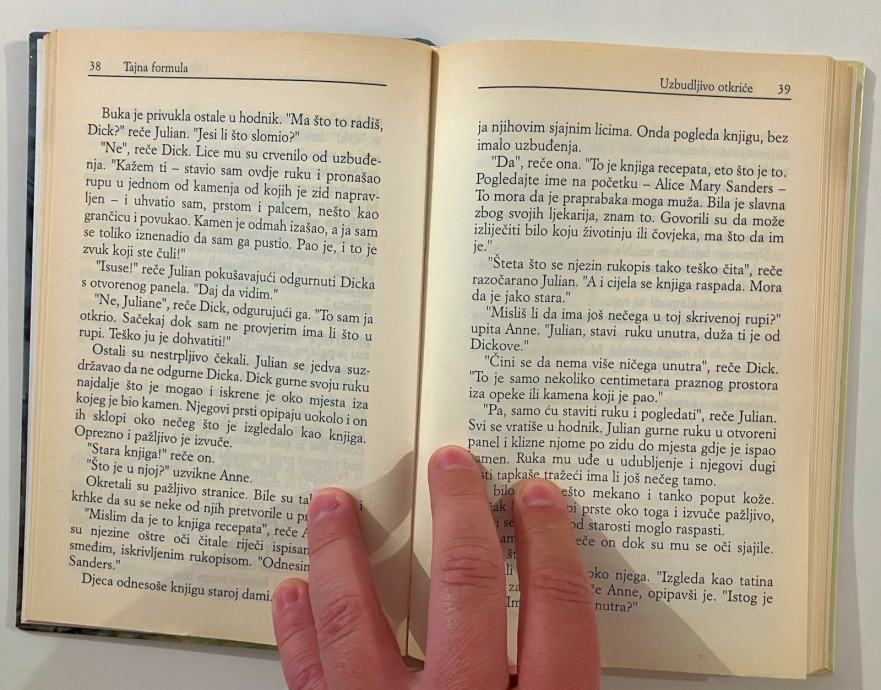 38 Tajna formula
Buka je privukla ostale u hodnik. "Ma što to radiš,
Dick?" reče Julian. "Jesi li što slomio?"
"Ne", reče Dick. Lice mu su crvenilo od uzbuđe-
nja. "Kažem ti – stavio sam ovdje ruku i pronašao
rupu u jednom od kamenja od kojih je zid naprav-
ljen – i uhvatio sam, prstom i palcem, nešto kao
grančicu i povukao. Kamen je odmah izašao, a ja sam
se toliko iznenadio da sam ga pustio. Pao je, i to je
zvuk koji ste čuli!"
"Isuse!" reče Julian pokušavajući odgurnuti Dicka
s otvorenog panela. "Daj da vidim."
"Ne, Juliane", reče Dick, odgurujući ga. "To sam ja
otkrio. Sačekaj dok sam ne provjerim ima li što u
rupi. Teško ju je dohvatiti!"
Ostali su nestrpljivo čekali. Julian se jedva suz-
državao da ne odgurne Dicka. Dick gurne svoju ruku
najdalje što je mogao i iskrene je oko mjesta iza
kojeg je bio kamen. Njegovi prsti opipaju uokolo i on
ih sklopi oko nečeg što je izgledalo kao knjiga.
Oprezno i pažljivo je izvuče.
"Stara knjiga!" reče on.
"Što je u njoj?" uzvikne Anne.
Okretali su pažljivo stranice. Bile su i
krhke da su se neke od njih pretvorile u
"Mislim da je to knjiga recepata", reče
su njezine oštre oči čitale riječi
smeđim, iskrivljenim rukopisom.
Sanders."
Djeca odnesoše knjigu staroj dami.
Uzbudljivo otkriće 39
ja njihovim sjajnim licima. Onda pogleda knjigu, bez
imalo uzbuđenja.
"Da", reče ona. "To je knjiga recepata, eto što je to.
Pogledajte ime na početku – Alice Mary Sanders –
To mora da je praprabaka moga muža. Bila je slavna
zbog svojih ljekarija, znam to. Govorili su da može
izliječiti bilo koju životinju ili čovjeka, ma što da im
je."
"Šteta što se njezin rukopis tako teško čita", reče
razočarano Julian. "A i cijela se knjiga raspada. Mora
da je jako stara."
"Misliš li da ima još nečega u toj skrivenoj rupi?"
upita Anne. "Julian, stavi ruku unutra, duža ti je od
Dickove."
"Čini se da nema više ničega unutra", reče Dick.
"To je samo nekoliko centimetara praznog prostora
iza opeke ili kamena koji je pao."
"Pa, samo ću staviti ruku i pogledati", reče Julian.
Svi se vratiše u hodnik. Julian gurne ruku u otvoreni
panel i klizne njome po zidu do mjesta gdje je ispao
kamen. Ruka mu uđe u udubljenje i njegovi dugi
tapkaše tražeći ima li još nečeg tamo.
mekano i tanko poput kože.
prste oko toga i izvuče pažljivo,
od starosti moglo raspasti.
on dok su mu se oči sjajile.
njega. "Izgleda kao tatina
Anne, opipavši je. "Istog je